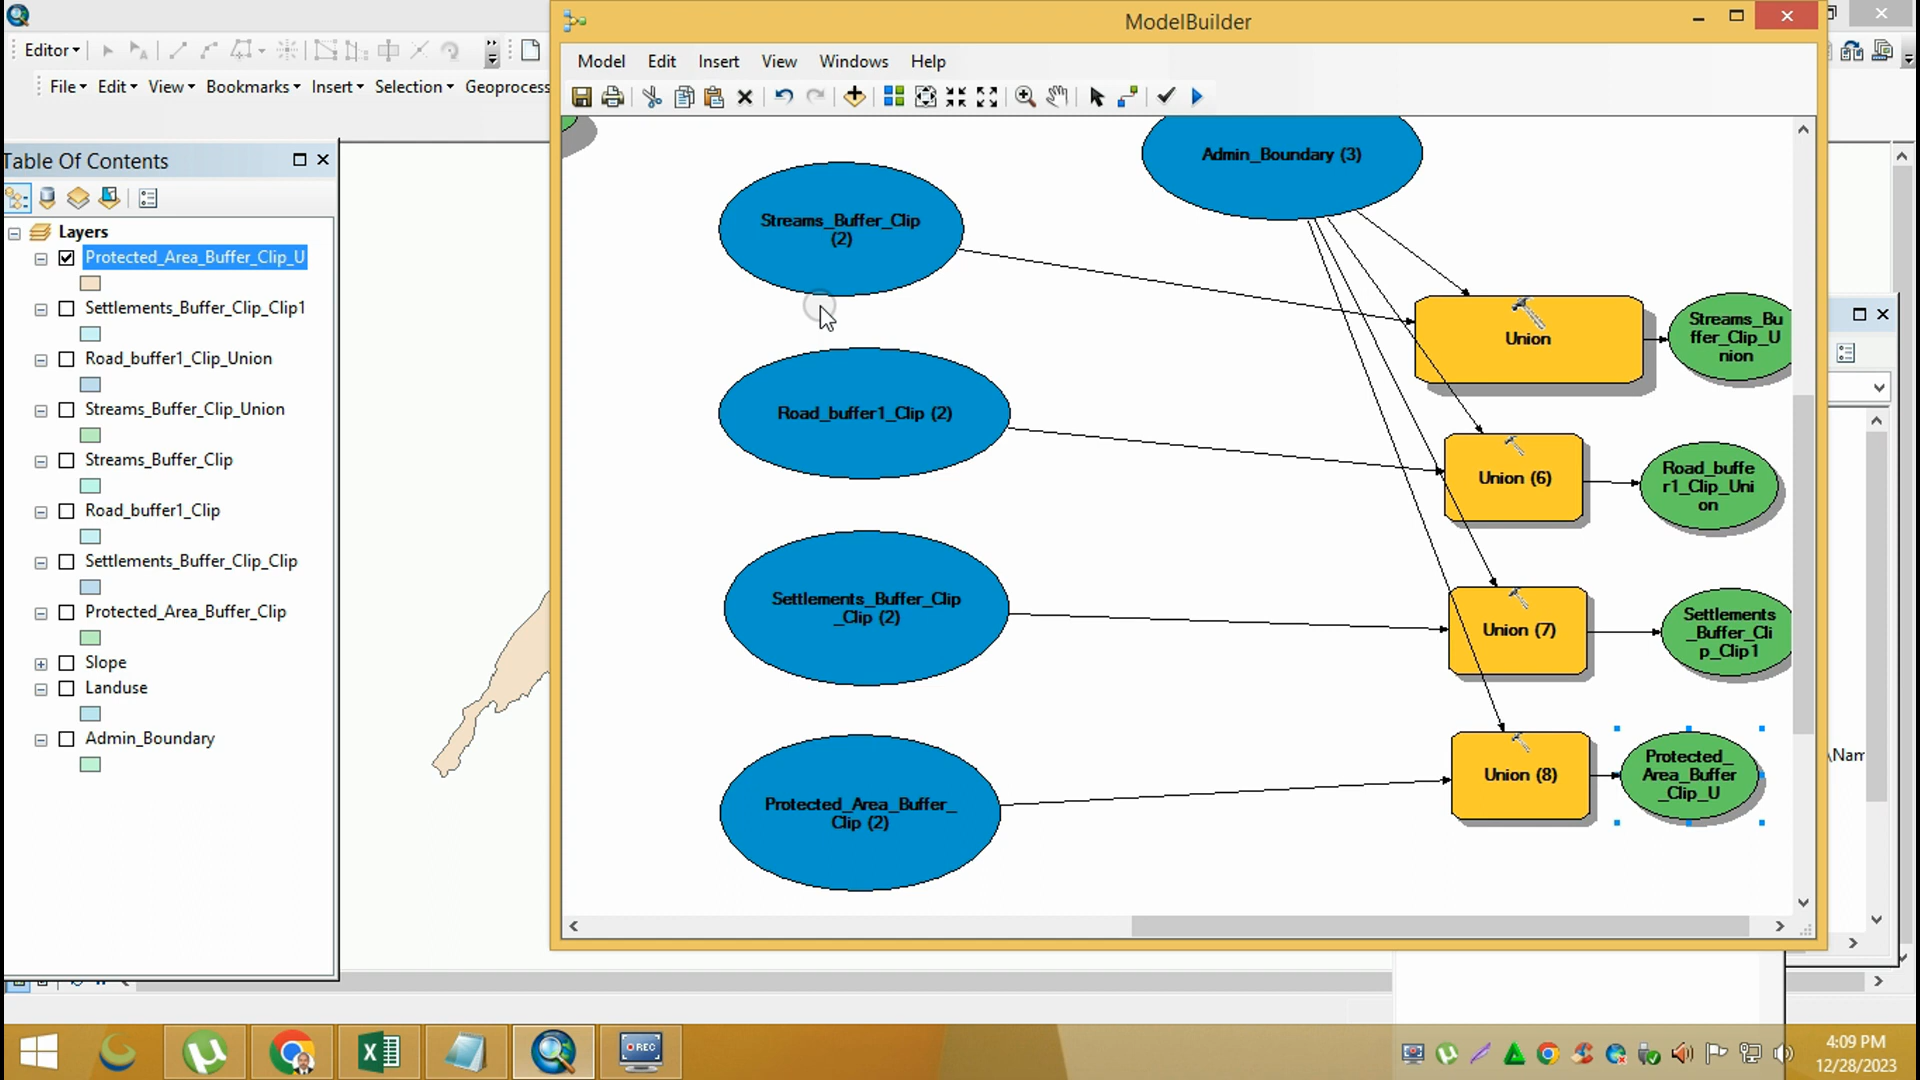 ModelBuilder
Editor
File Edit View Bookmarks Insert Selection Geoprocess
Model Edit Insert View Windows Help
Table Of Contents
Layers
Protected_Area_Buffer_Clip_U
Settlements_Buffer_Clip_Clip1
Road_buffer1_Clip_Union
Streams_Buffer_Clip_Union
Streams_Buffer_Clip
Road_buffer1_Clip
Settlements_Buffer_Clip_Clip
Protected_Area_Buffer_Clip
Slope
Landuse
Admin_Boundary
Admin_Boundary (3)
Streams_Buffer_Clip
(2)
Union
Streams_Bu
ffer_Clip_U
nion
Road_buffer1_Clip (2)
Union (6)
Road_buffe
r1_Clip_Uni
on
Settlements_Buffer_Clip
_Clip (2)
Union (7)
Settlements
_Buffer_Cli
p_Clip1
Protected_Area_Buffer_
Clip (2)
Union (8)
Protected_
Area_Buffer
_Clip_U
\Nam
REC
4:09 PM
12/28/2023